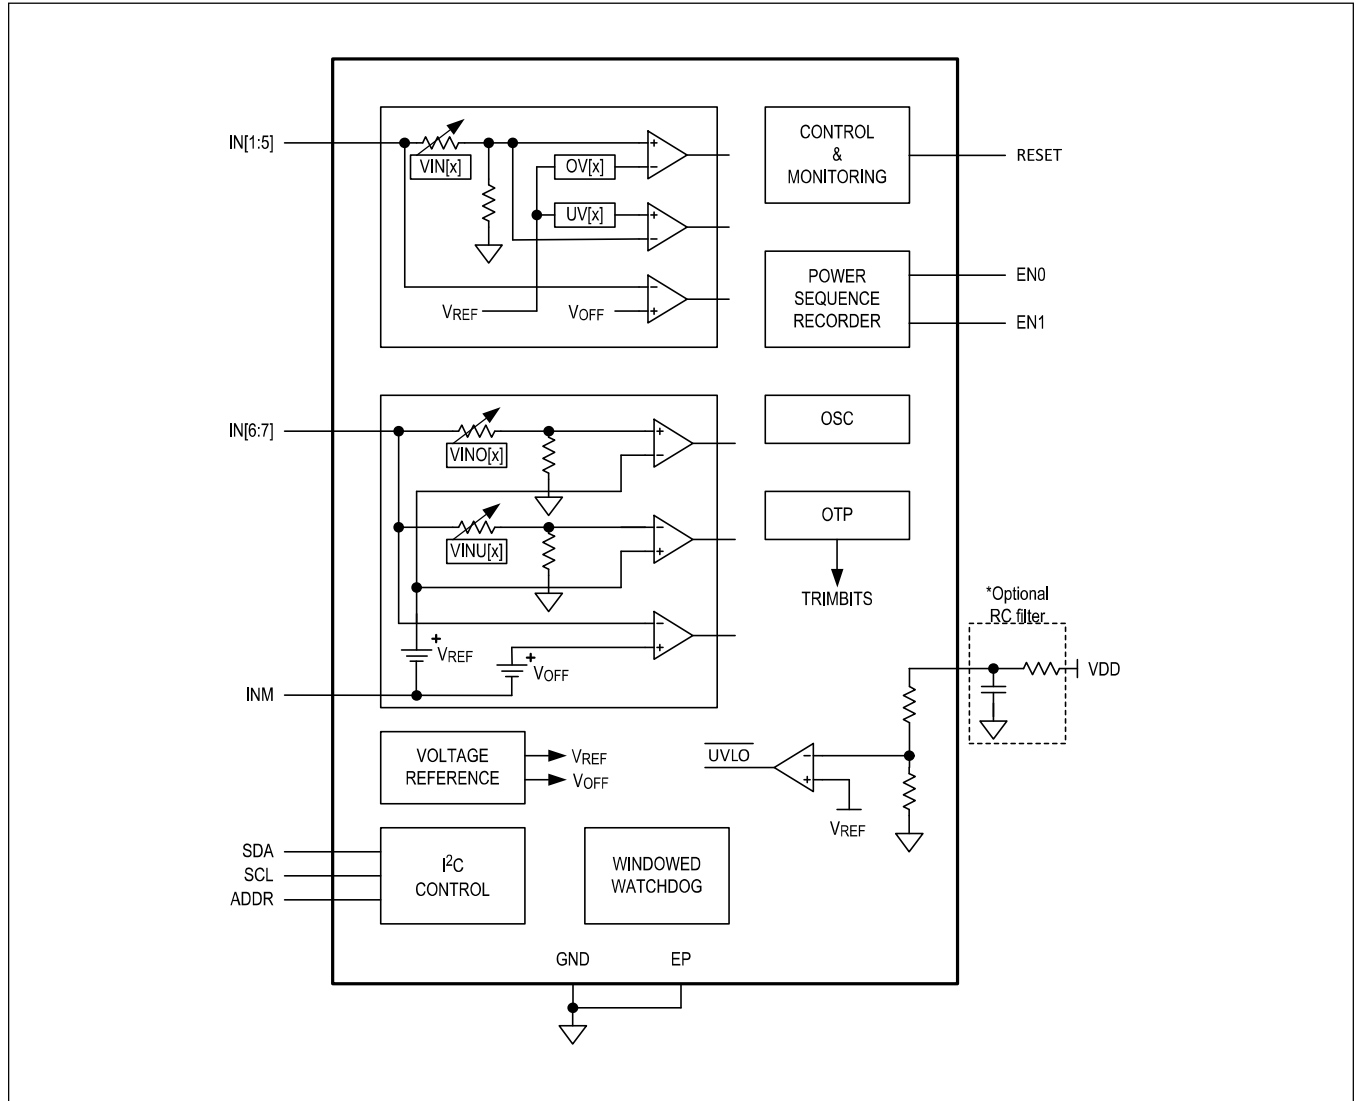 IN[1:5]
VIN[x]
OV[x]
UV[x]
VREF
VOFF
+
−
+
−
−
+
CONTROL
&
MONITORING
RESET
POWER
SEQUENCE
RECORDER
EN0
EN1
IN[6:7]
VINO[x]
VINU[x]
+
−
−
+
−
+
+
VREF
+
VOFF
INM
OSC
OTP
TRIMBITS
*Optional
RC filter
VDD
VOLTAGE
REFERENCE
VREF
VOFF
UVLO
−
+
VREF
SDA
SCL
ADDR
I²C
CONTROL
WINDOWED
WATCHDOG
GND
EP